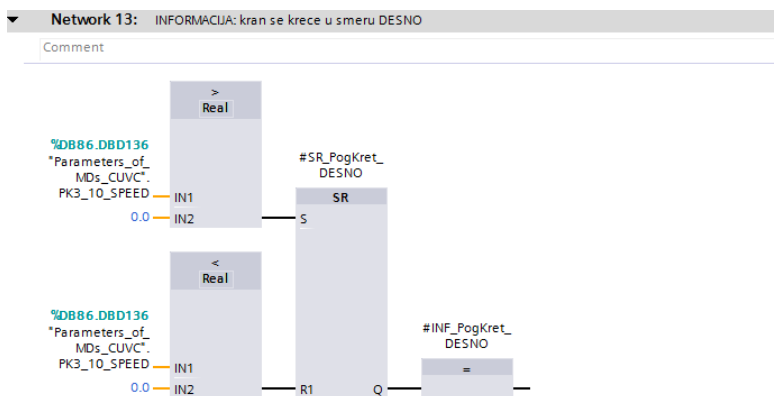 Network 13: INFORMACIJA: kran se krece u smeru DESNO
Comment
>
Real
%DB86.DBD136
"Parameters_of_
MDs_CUVC".
PK3_10_SPEED
IN1
0.0
IN2
#SR_PogKret_
DESNO
SR
S
<
Real
%DB86.DBD136
"Parameters_of_
MDs_CUVC".
PK3_10_SPEED
IN1
0.0
IN2
R1
Q
#INF_PogKret_
DESNO
=